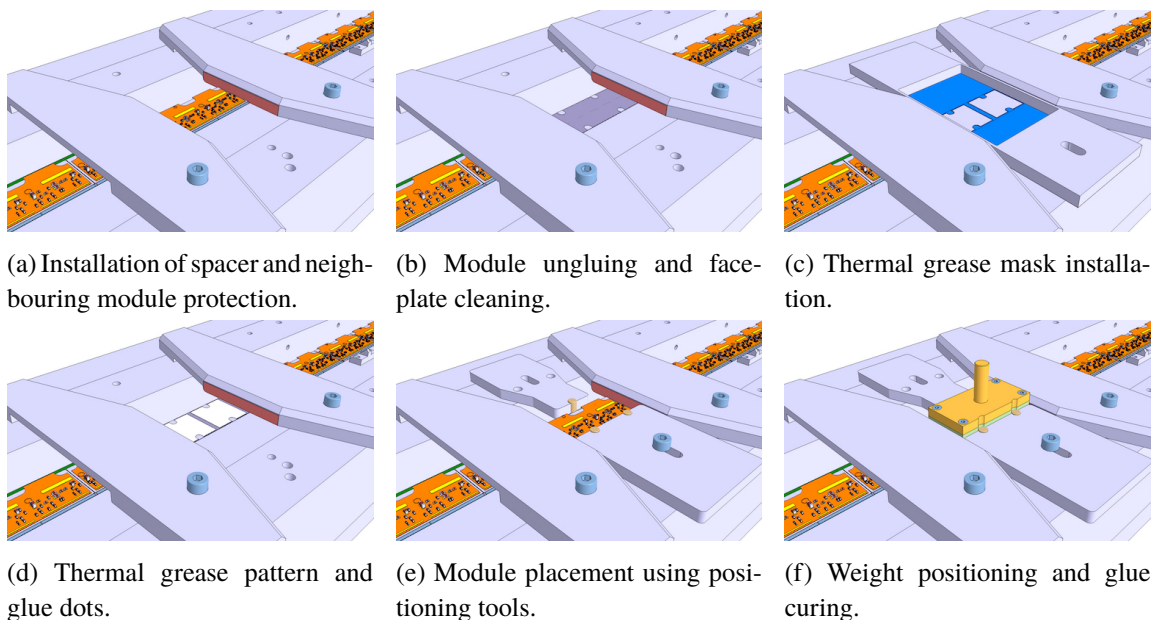 (a) Installation of spacer and neigh-
bouring module protection.
(b) Module ungluing and face-
plate cleaning.
(c) Thermal grease mask installa-
tion.
(d) Thermal grease pattern and
glue dots.
(e) Module placement using posi-
tioning tools.
(f) Weight positioning and glue
curing.